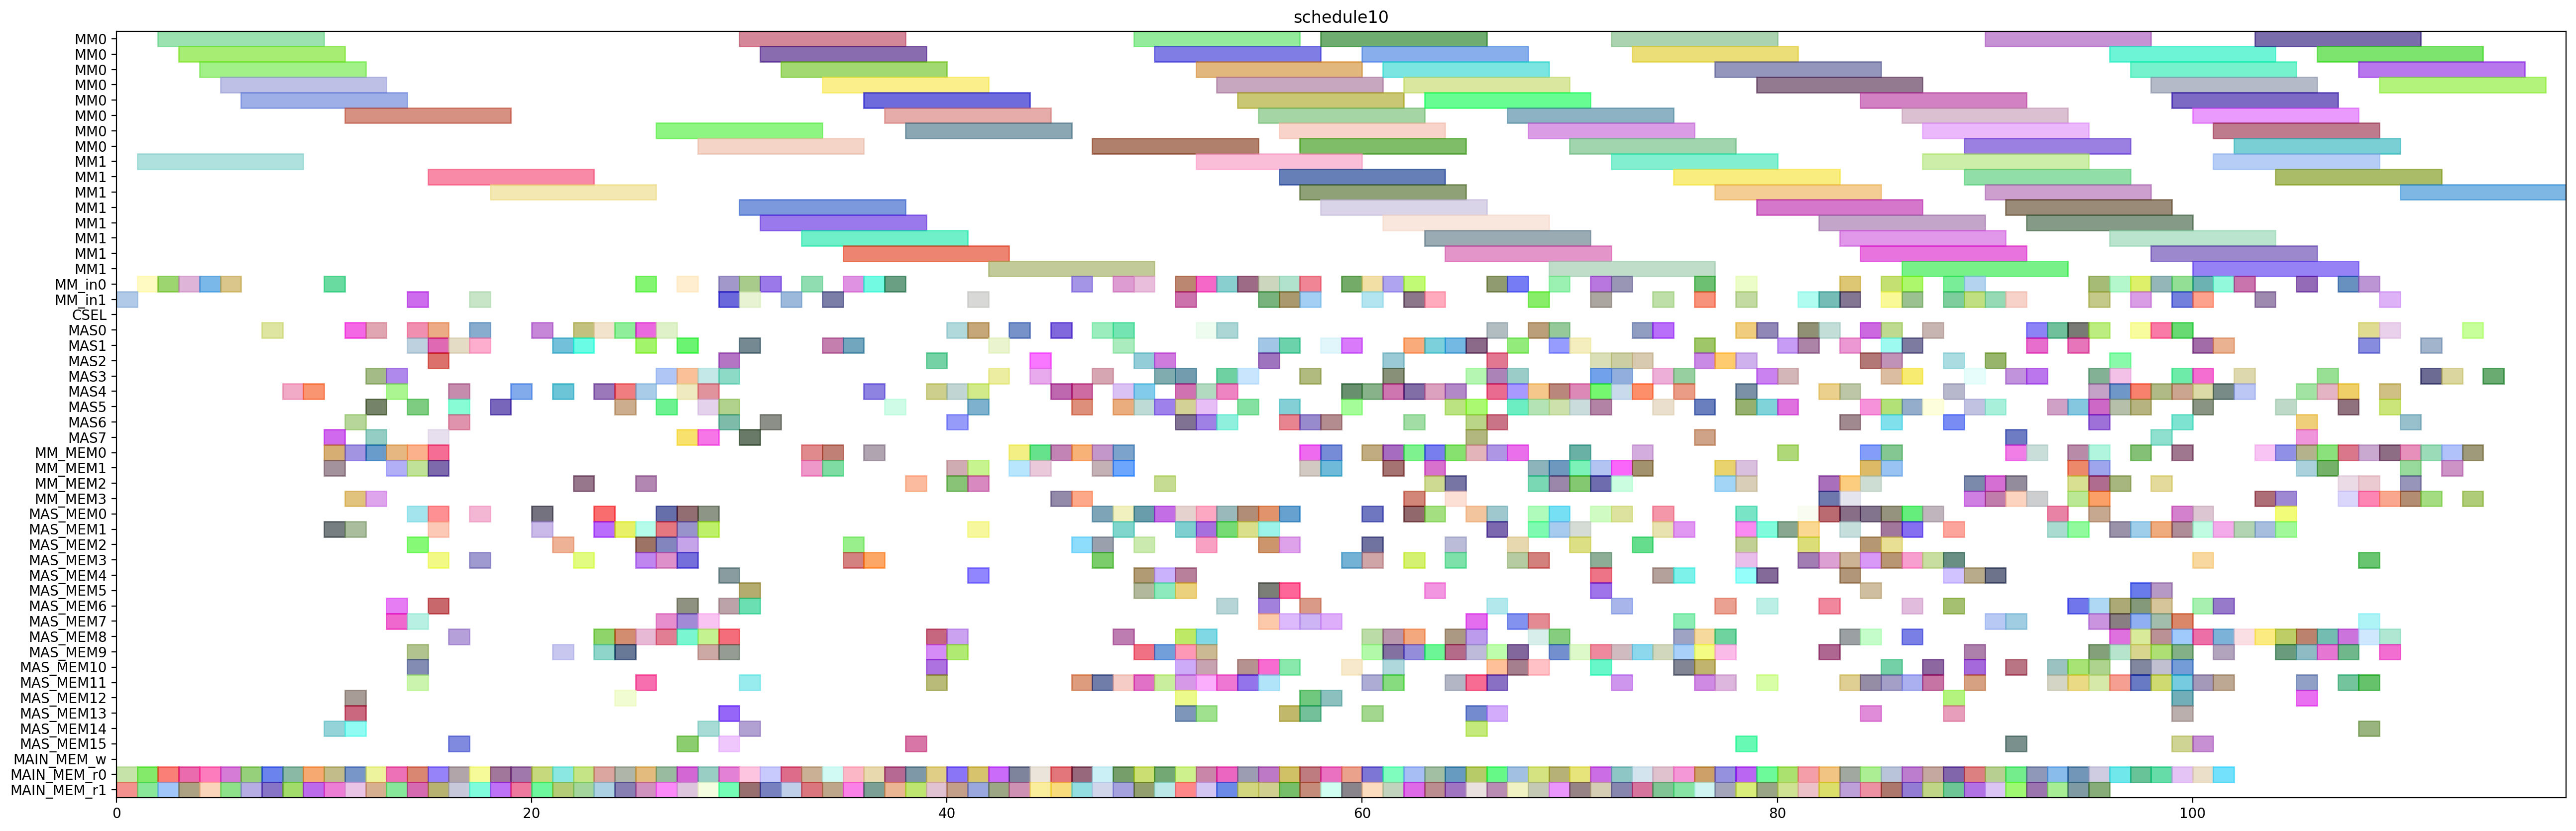 schedule10
MM0
MM0
MM0
MM0
MM0
MM0
MM0
MM0
MM1
MM1
MM1
MM1
MM1
MM1
MM1
MM1
MM_in0
MM_in1
CSEL
MAS0
MAS1
MAS2
MAS3
MAS4
MAS5
MAS6
MAS7
MM_MEM0
MM_MEM1
MM_MEM2
MM_MEM3
MAS_MEM0
MAS_MEM1
MAS_MEM2
MAS_MEM3
MAS_MEM4
MAS_MEM5
MAS_MEM6
MAS_MEM7
MAS_MEM8
MAS_MEM9
MAS_MEM10
MAS_MEM11
MAS_MEM12
MAS_MEM13
MAS_MEM14
MAS_MEM15
MAIN_MEM_w
MAIN_MEM_r0
MAIN_MEM_r1
0 20 40 60 80 100